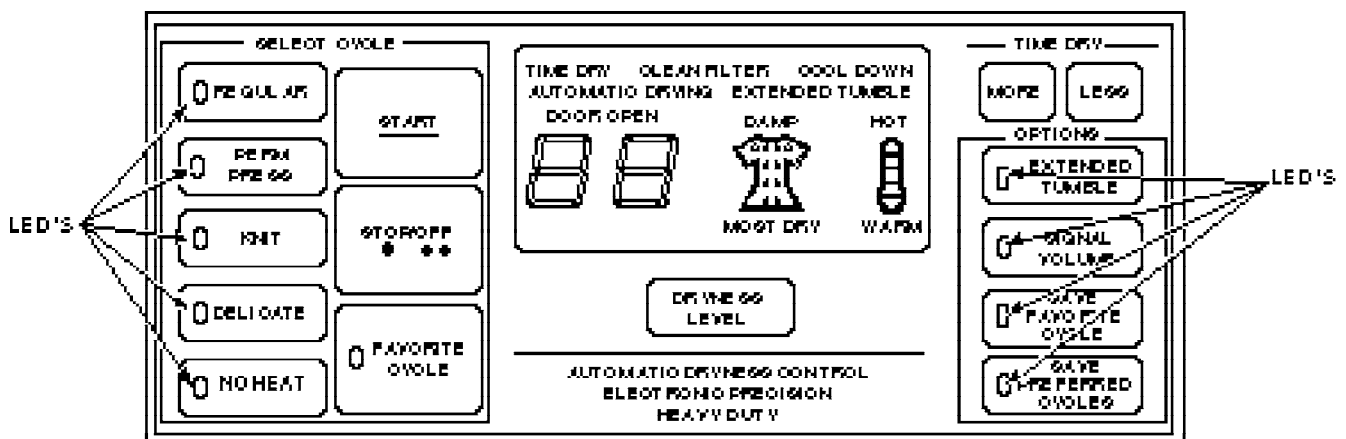 SELECT CYCLE
REGULAR
PERM
PRESS
KNIT
DELICATE
NO HEAT
START
STOP/OFF
FAVORITE
CYCLE
LED'S
TIME DRY CLEAN FILTER COOL DOWN
AUTOMATIC DRYING EXTENDED TUMBLE
DOOR OPEN DAMP HOT
MOST DRY WARM
DRYNESS
LEVEL
AUTOMATIC DRYNESS CONTROL
ELECTRONIC PRECISION
HEAVY DUTY
TIME DRY
MORE LESS
OPTIONS
EXTENDED
TUMBLE
SIGNAL
VOLUME
SAVE
FAVORITE
CYCLE
SAVE
PREFERRED
CYCLES
LED'S